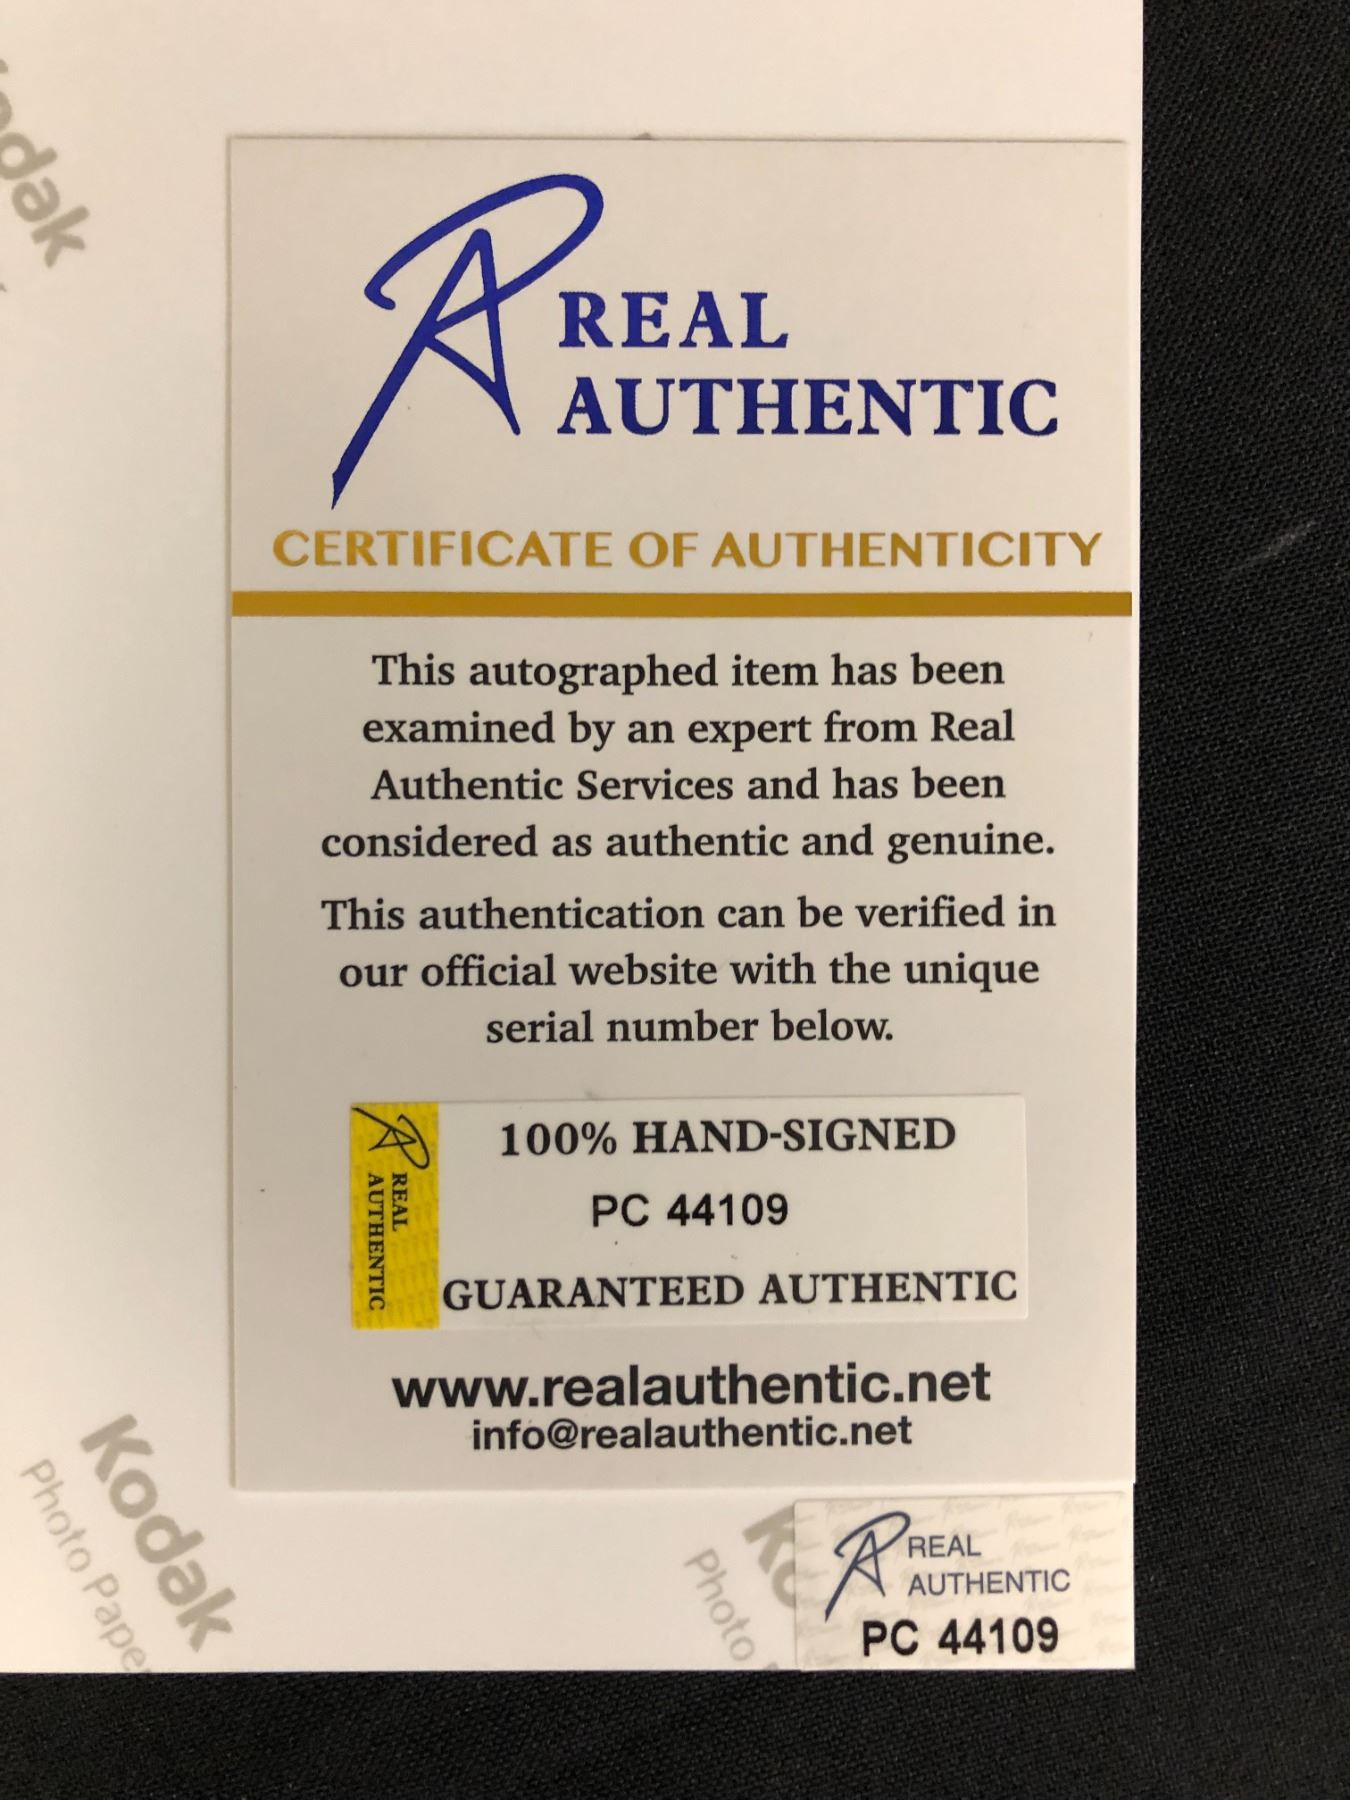 odak
REAL
AUTHENTIC
CERTIFICATE OF AUTHENTICITY
This autographed item has been
examined by an expert from Real
Authentic Services and has been
considered as authentic and genuine.
This authentication can be verified in
our official website with the unique
serial number below.
REAL
AUTHENTIC
100% HAND-SIGNED
PC 44109
GUARANTEED AUTHENTIC
www.realauthentic.net
info@realauthentic.net
Kodak
Photo Pape
Photo
REAL
AUTHENTIC
PC 44109